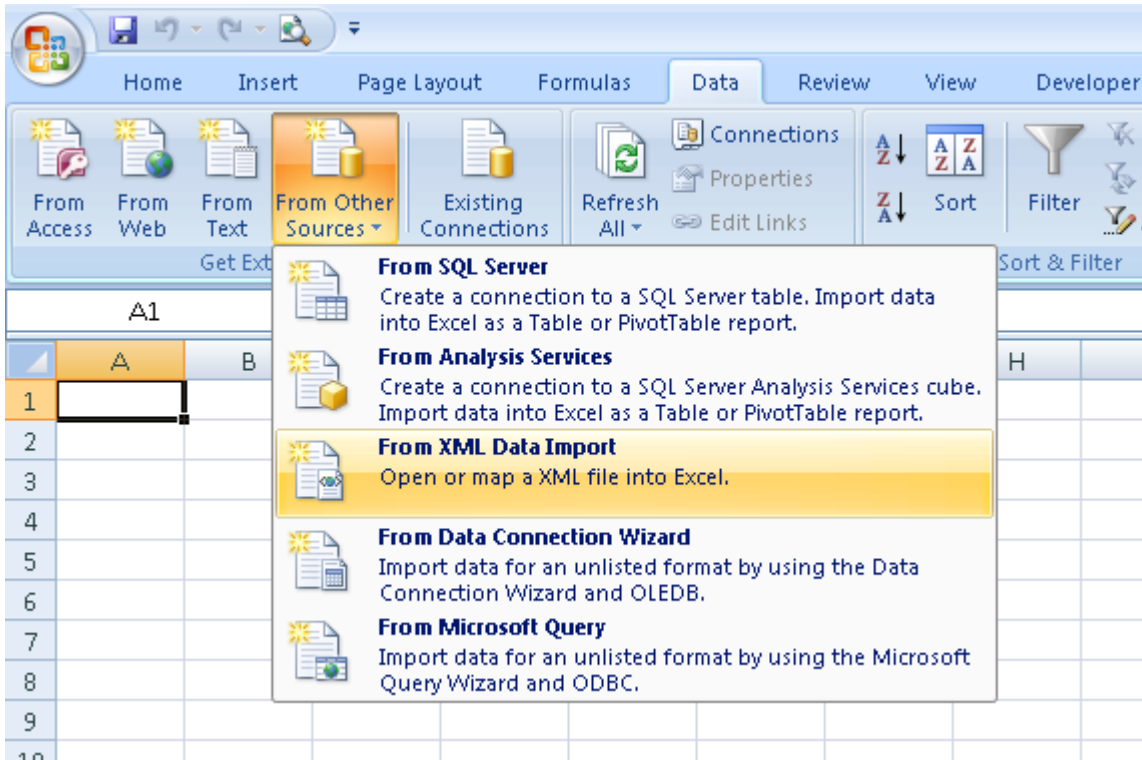 Home Insert Page Layout Formulas Data Review View Developer
From Access
From Web
From Text
From Other Sources
Existing Connections
Refresh All
Connections
Properties
Edit Links
A
Z
Z
A
A Z
Z A
Sort
Filter
Get Ext
Sort & Filter
A1
A B H
1
2
3
4
5
6
7
8
9
10
From SQL Server
Create a connection to a SQL Server table. Import data
into Excel as a Table or PivotTable report.
From Analysis Services
Create a connection to a SQL Server Analysis Services cube.
Import data into Excel as a Table or PivotTable report.
From XML Data Import
Open or map a XML file into Excel.
From Data Connection Wizard
Import data for an unlisted format by using the Data
Connection Wizard and OLEDB.
From Microsoft Query
Import data for an unlisted format by using the Microsoft
Query Wizard and ODBC.